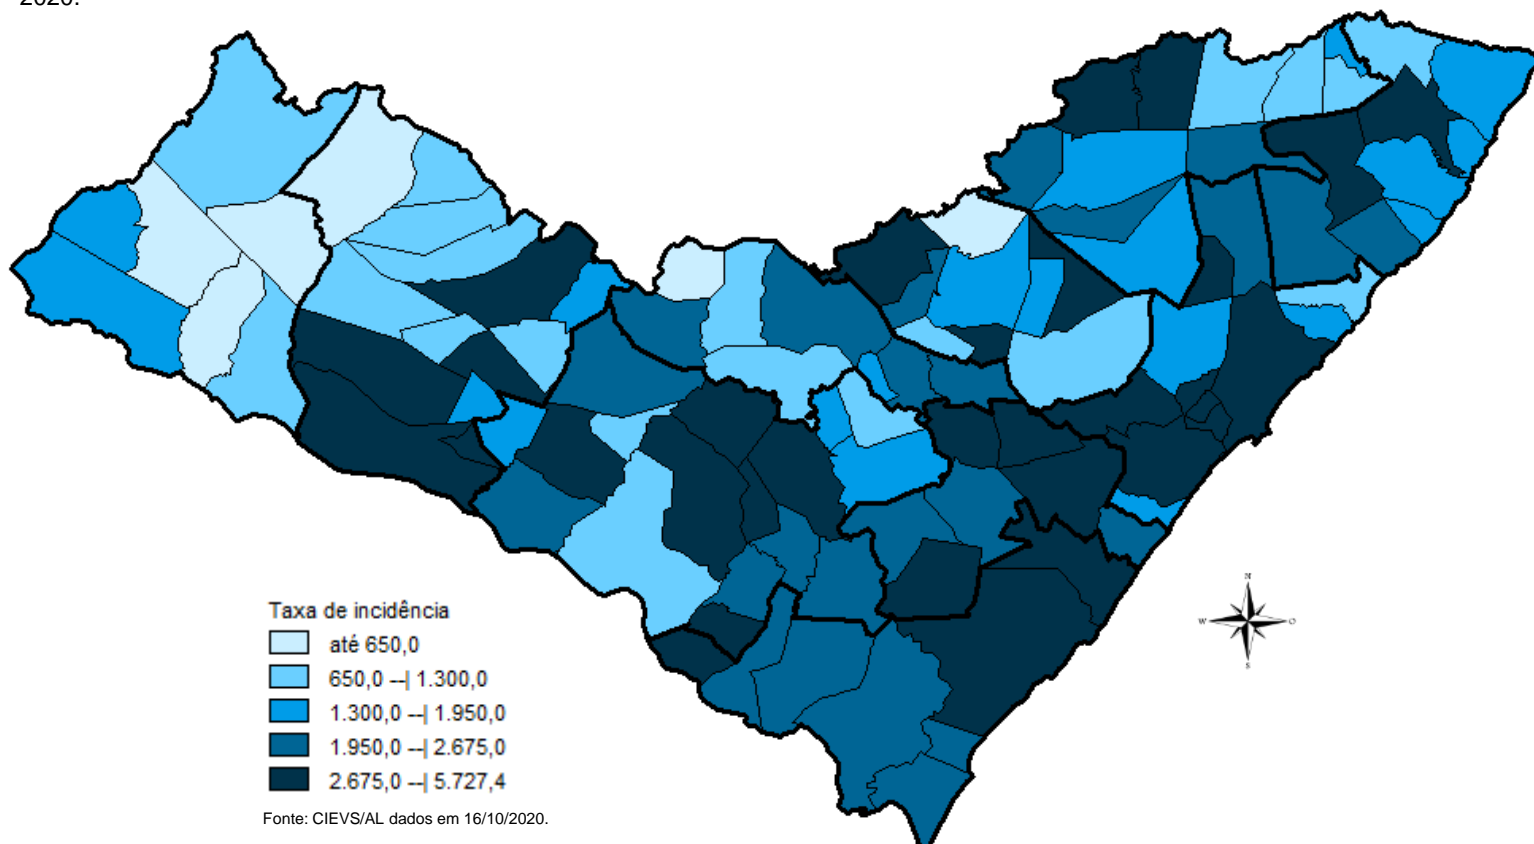 2020.
Taxa de incidência
até 650,0
650,0 --| 1.300,0
1.300,0 --| 1.950,0
1.950,0 --| 2.675,0
2.675,0 --| 5.727,4
Fonte: CIEVS/AL dados em 16/10/2020.
N
W
O
S